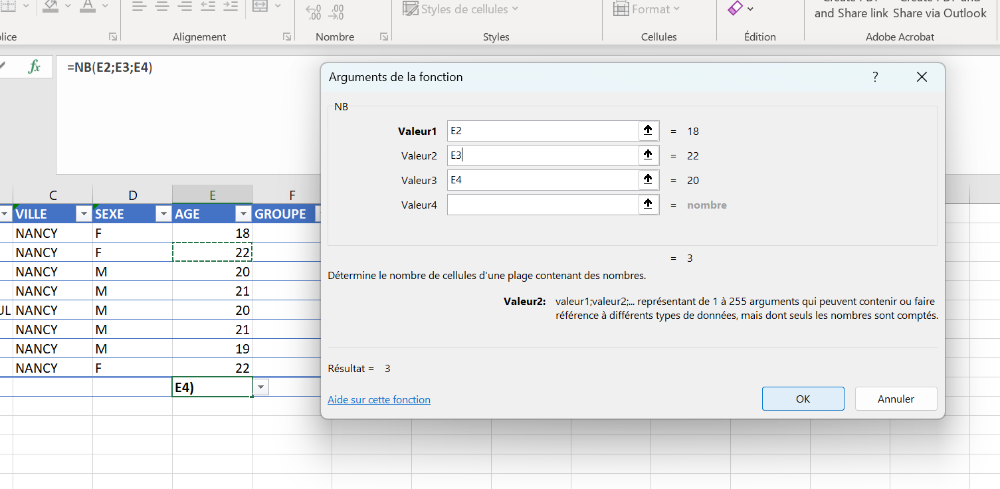 Styles de cellules
Format
Create PDF and
and Share link
Create PDF and
Share via Outlook
Alignement
Nombre
Styles
Cellules
Édition
Adobe Acrobat
fx
=NB(E2;E3;E4)
Arguments de la fonction
?
NB
Valeur1 E2 = 18
Valeur2 E3 = 22
Valeur3 E4 = 20
Valeur4 = nombre
= 3
Détermine le nombre de cellules d'une plage contenant des nombres.
Valeur2: valeur1;valeur2;... représentant de 1 à 255 arguments qui peuvent contenir ou faire
référence à différents types de données, mais dont seuls les nombres sont comptés.
Résultat = 3
Aide sur cette fonction
OK
Annuler
C D E F
VILLE SEXE AGE GROUPE
NANCY F 18
NANCY F 22
NANCY M 20
NANCY M 21
UL NANCY M 20
NANCY M 21
NANCY M 19
NANCY F 22
E4)